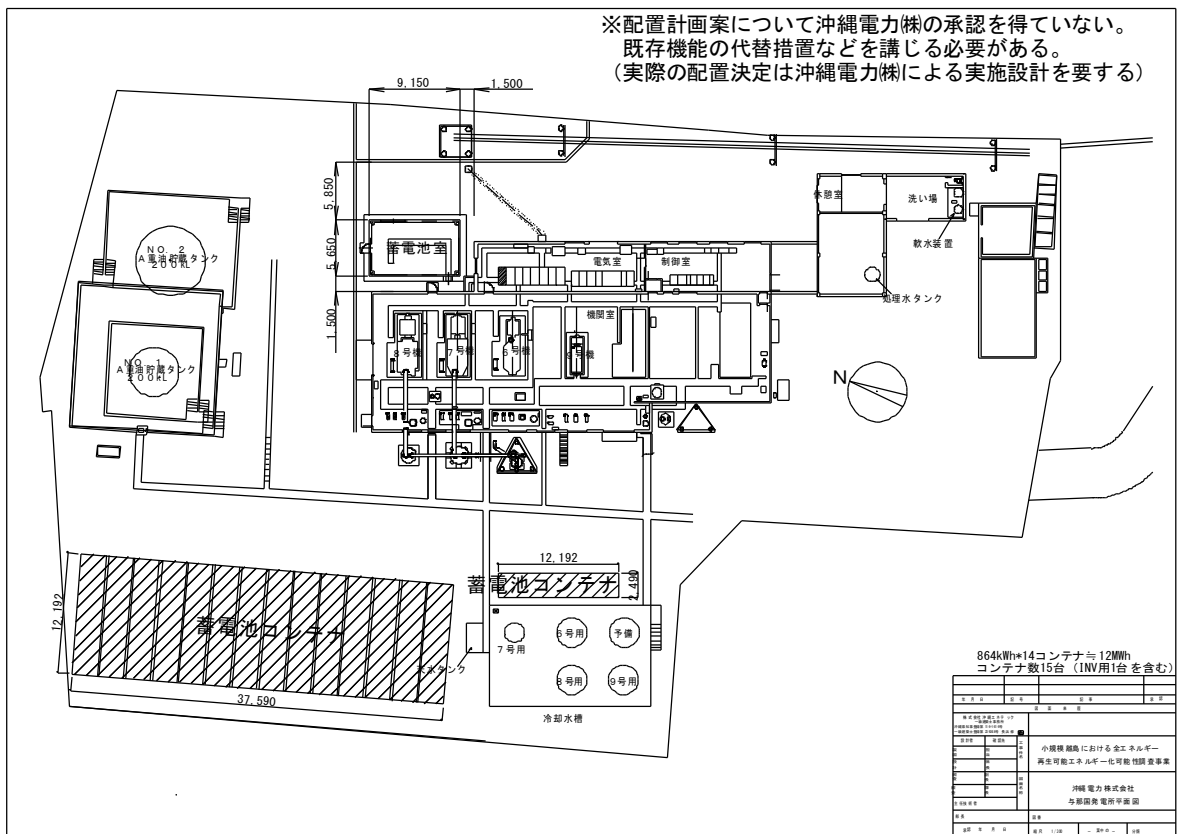 ※配置計画案について沖縄電力㈱の承認を得ていない。
既存機能の代替措置などを講じる必要がある。
（実際の配置決定は沖縄電力㈱による実施設計を要する）
9,150
1,500
5,850
5,650
1,500
蓄電池室
電気室
制御室
休憩室
洗い場
軟水装置
処理水タンク
機関室
NO. 2
A重油貯蔵タンク
200kL
NO. 1
A重油貯蔵タンク
200kL
8号機
7号機
6号機
9号機
N
12,192
2,490
蓄電池コンテナ
12,192
蓄電池コンテナ
37,590
7号用
6号用
予備
8号用
9号用
冷却水槽
864kWh*14コンテナ≒12MWh
コンテナ数15台（INV用1台を含む）
小規模離島における全エネルギー
再生可能エネルギー化可能性調査事業
沖縄電力株式会社
与那国発電所平面図